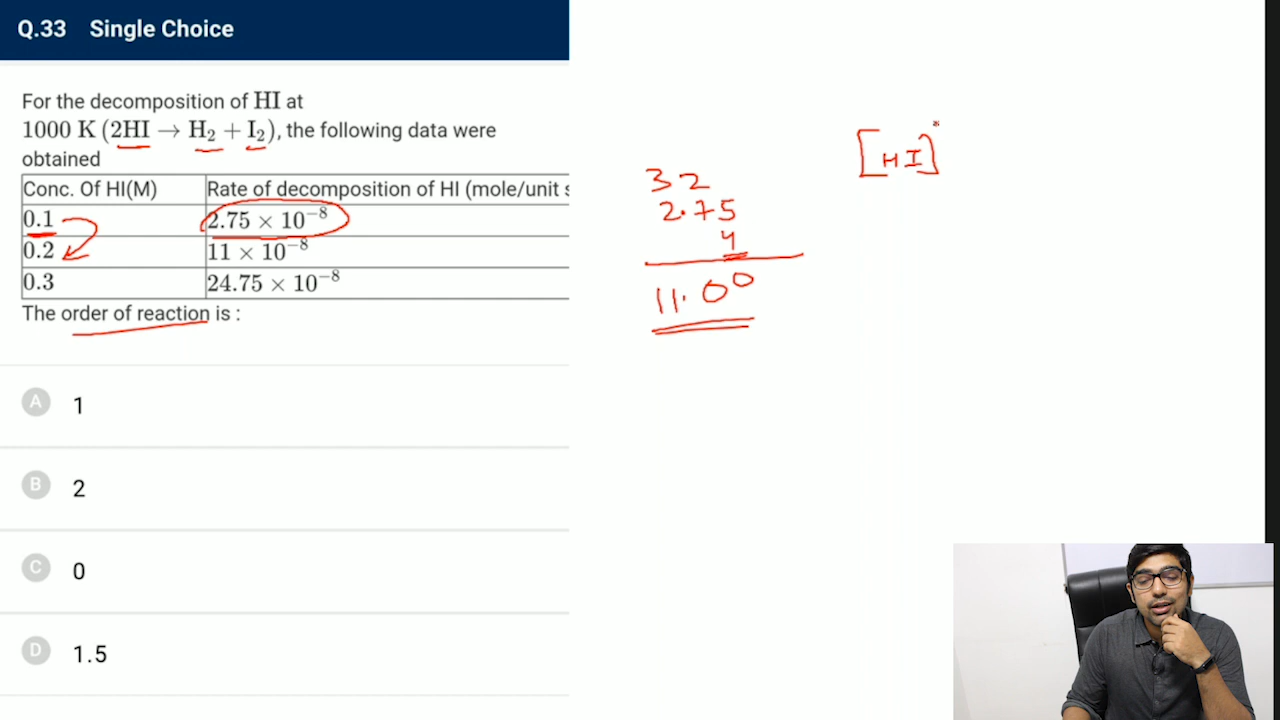 Q.33 Single Choice
For the decomposition of HI at
1000 K (2HI → H₂ + I₂), the following data were
obtained
Conc. Of HI(M) Rate of decomposition of HI (mole/unit s
0.1 2.75 × 10⁻⁸
0.2 11 × 10⁻⁸
0.3 24.75 × 10⁻⁸
The order of reaction is :
A 1
B 2
C 0
D 1.5
3 2
2.75
4
11.00
[HI]